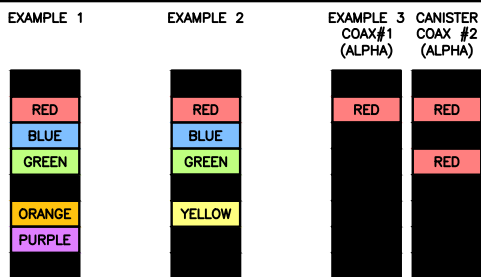 EXAMPLE 1 EXAMPLE 2 EXAMPLE 3 CANISTER
COAX#1 COAX #2
(ALPHA) (ALPHA)
RED RED RED RED
BLUE BLUE
GREEN GREEN RED
ORANGE YELLOW
PURPLE